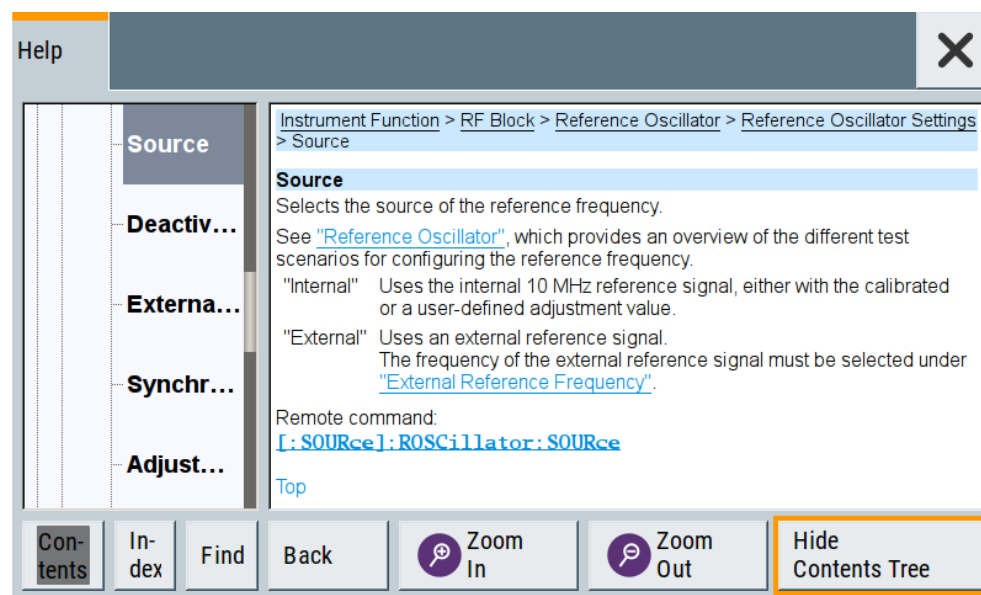 Help
Source
Deactiv...
Externa...
Synchr...
Adjust...
Instrument Function > RF Block > Reference Oscillator > Reference Oscillator Settings
> Source
Source
Selects the source of the reference frequency.
See "Reference Oscillator", which provides an overview of the different test
scenarios for configuring the reference frequency.
"Internal" Uses the internal 10 MHz reference signal, either with the calibrated
or a user-defined adjustment value.
"External" Uses an external reference signal.
The frequency of the external reference signal must be selected under
"External Reference Frequency".
Remote command:
[:SOURce]:ROSCillator:SOURce
Top
Con-
tents
In-
dex
Find
Back
Zoom
In
Zoom
Out
Hide
Contents Tree